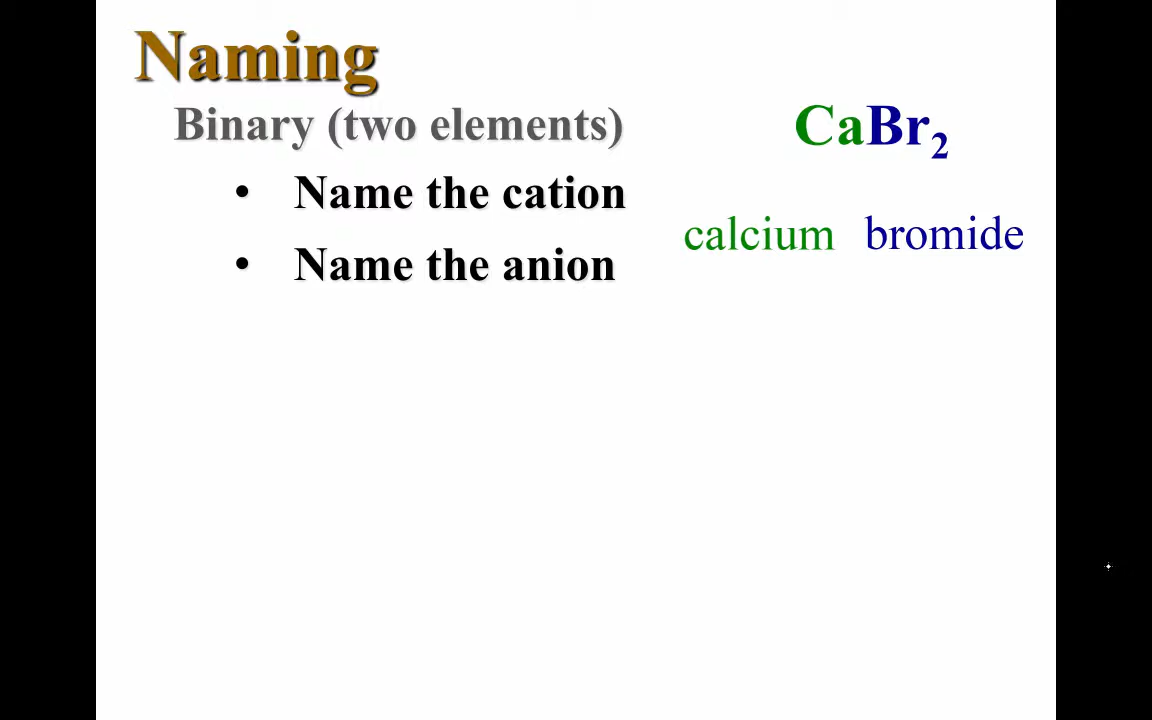 Naming
Binary (two elements)
CaBr₂
• Name the cation
calcium bromide
• Name the anion